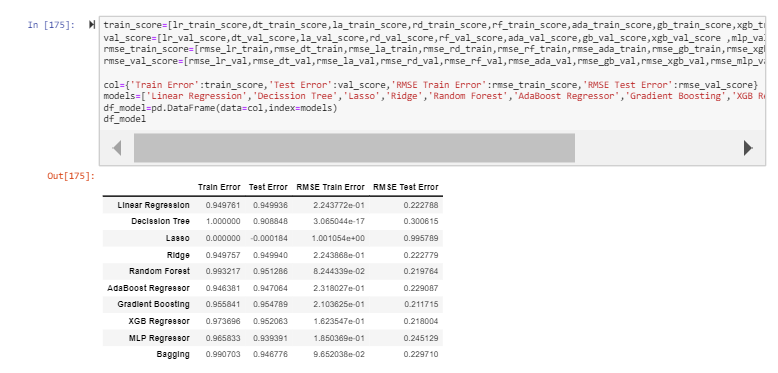 In [175]:
train_score=[lr_train_score,dt_train_score,la_train_score,rd_train_score,rf_train_score,ada_train_score,gb_train_score,xgb_t
val_score=[lr_val_score,dt_val_score,la_val_score,rd_val_score,rf_val_score,ada_val_score,gb_val_score,xgb_val_score ,mlp_va
rmse_train_score=[rmse_lr_train,rmse_dt_train,rmse_la_train,rmse_rd_train,rmse_rf_train,rmse_ada_train,rmse_gb_train,rmse_xg
rmse_val_score=[rmse_lr_val,rmse_dt_val,rmse_la_val,rmse_rd_val,rmse_rf_val,rmse_ada_val,rmse_gb_val,rmse_xgb_val,rmse_mlp_v
col={'Train Error':train_score,'Test Error':val_score,'RMSE Train Error':rmse_train_score,'RMSE Test Error':rmse_val_score}
models=['Linear Regression','Decission Tree','Lasso','Ridge','Random Forest','AdaBoost Regressor','Gradient Boosting','XGB Re
df_model=pd.DataFrame(data=col,index=models)
df_model
Out[175]:
Train Error Test Error RMSE Train Error RMSE Test Error
Linear Regression 0.949761 0.949936 2.243772e-01 0.222788
Decission Tree 1.000000 0.908848 3.065044e-17 0.300615
Lasso 0.000000 -0.000184 1.001054e+00 0.995789
Ridge 0.949757 0.949940 2.243868e-01 0.222779
Random Forest 0.993217 0.951286 8.244339e-02 0.219764
AdaBoost Regressor 0.946381 0.947064 2.318027e-01 0.229087
Gradient Boosting 0.955841 0.954789 2.103625e-01 0.211715
XGB Regressor 0.973696 0.952063 1.623547e-01 0.218004
MLP Regressor 0.965833 0.939391 1.850369e-01 0.245129
Bagging 0.990703 0.946776 9.652038e-02 0.229710